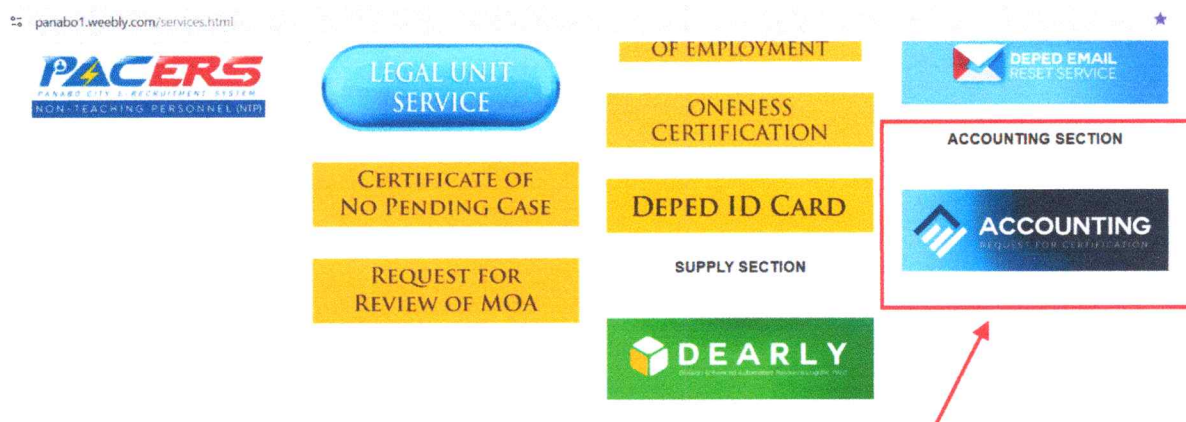 panabo1.weebly.com/services.html
PACERS
PANABO CITY E-RECRUITMENT SYSTEM
NON-TEACHING PERSONNEL (NTP)
LEGAL UNIT
SERVICE
CERTIFICATE OF
NO PENDING CASE
REQUEST FOR
REVIEW OF MOA
OF EMPLOYMENT
ONENESS
CERTIFICATION
DEPED ID CARD
SUPPLY SECTION
DEARLY
DEPED EMAIL
RESET SERVICE
ACCOUNTING SECTION
ACCOUNTING
REQUEST FOR CERTIFICATION